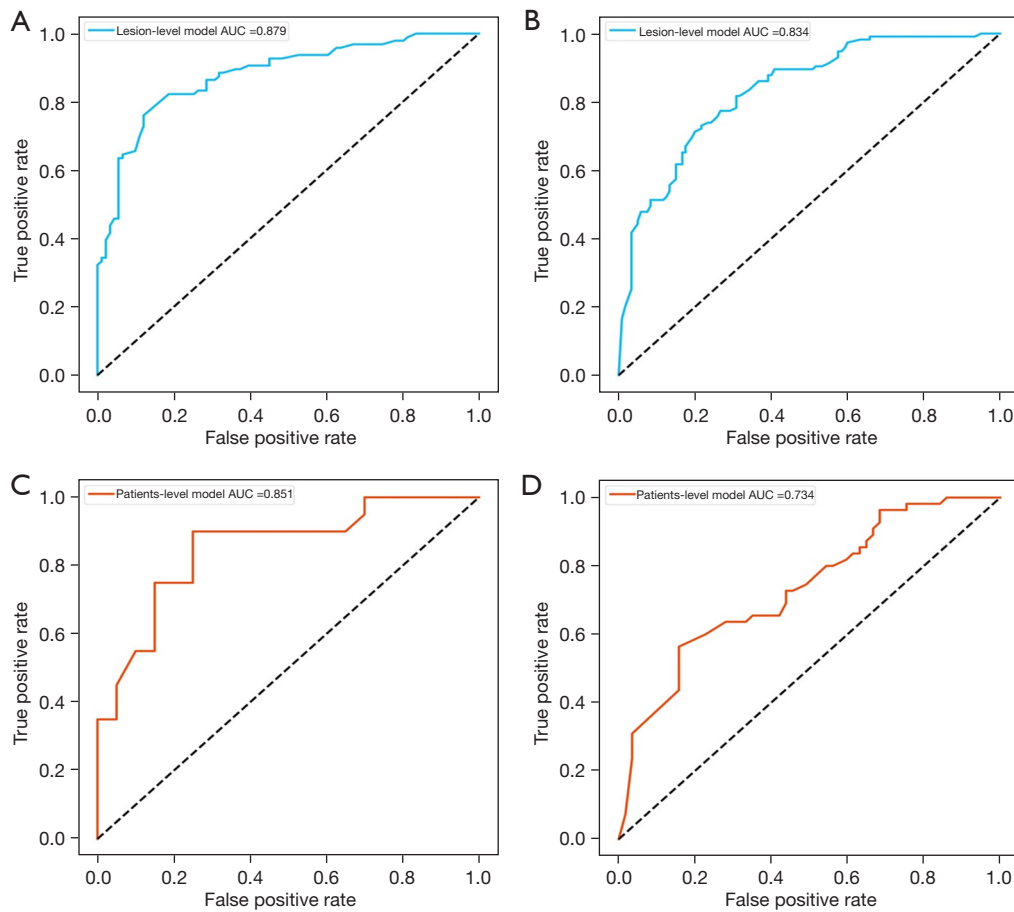 A
Lesion-level model AUC =0.879
1.0
0.8
0.6
0.4
0.2
0.0
True positive rate
0.0 0.2 0.4 0.6 0.8 1.0
False positive rate
B
Lesion-level model AUC =0.834
1.0
0.8
0.6
0.4
0.2
0.0
True positive rate
0.0 0.2 0.4 0.6 0.8 1.0
False positive rate
C
Patients-level model AUC =0.851
1.0
0.8
0.6
0.4
0.2
0.0
True positive rate
0.0 0.2 0.4 0.6 0.8 1.0
False positive rate
D
Patients-level model AUC =0.734
1.0
0.8
0.6
0.4
0.2
0.0
True positive rate
0.0 0.2 0.4 0.6 0.8 1.0
False positive rate